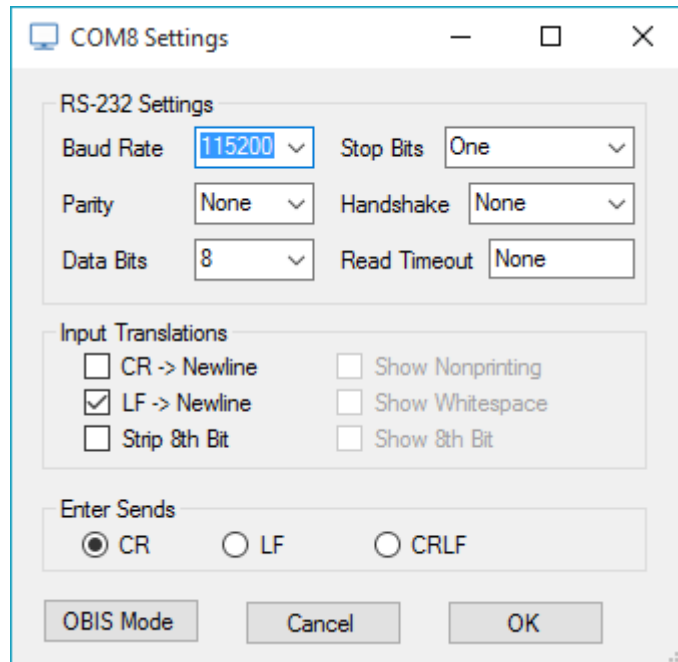 COM8 Settings
RS-232 Settings
Baud Rate 115200 Stop Bits One
Parity None Handshake None
Data Bits 8 Read Timeout None
Input Translations
CR -> Newline Show Nonprinting
LF -> Newline Show Whitespace
Strip 8th Bit Show 8th Bit
Enter Sends
CR LF CRLF
OBIS Mode Cancel OK